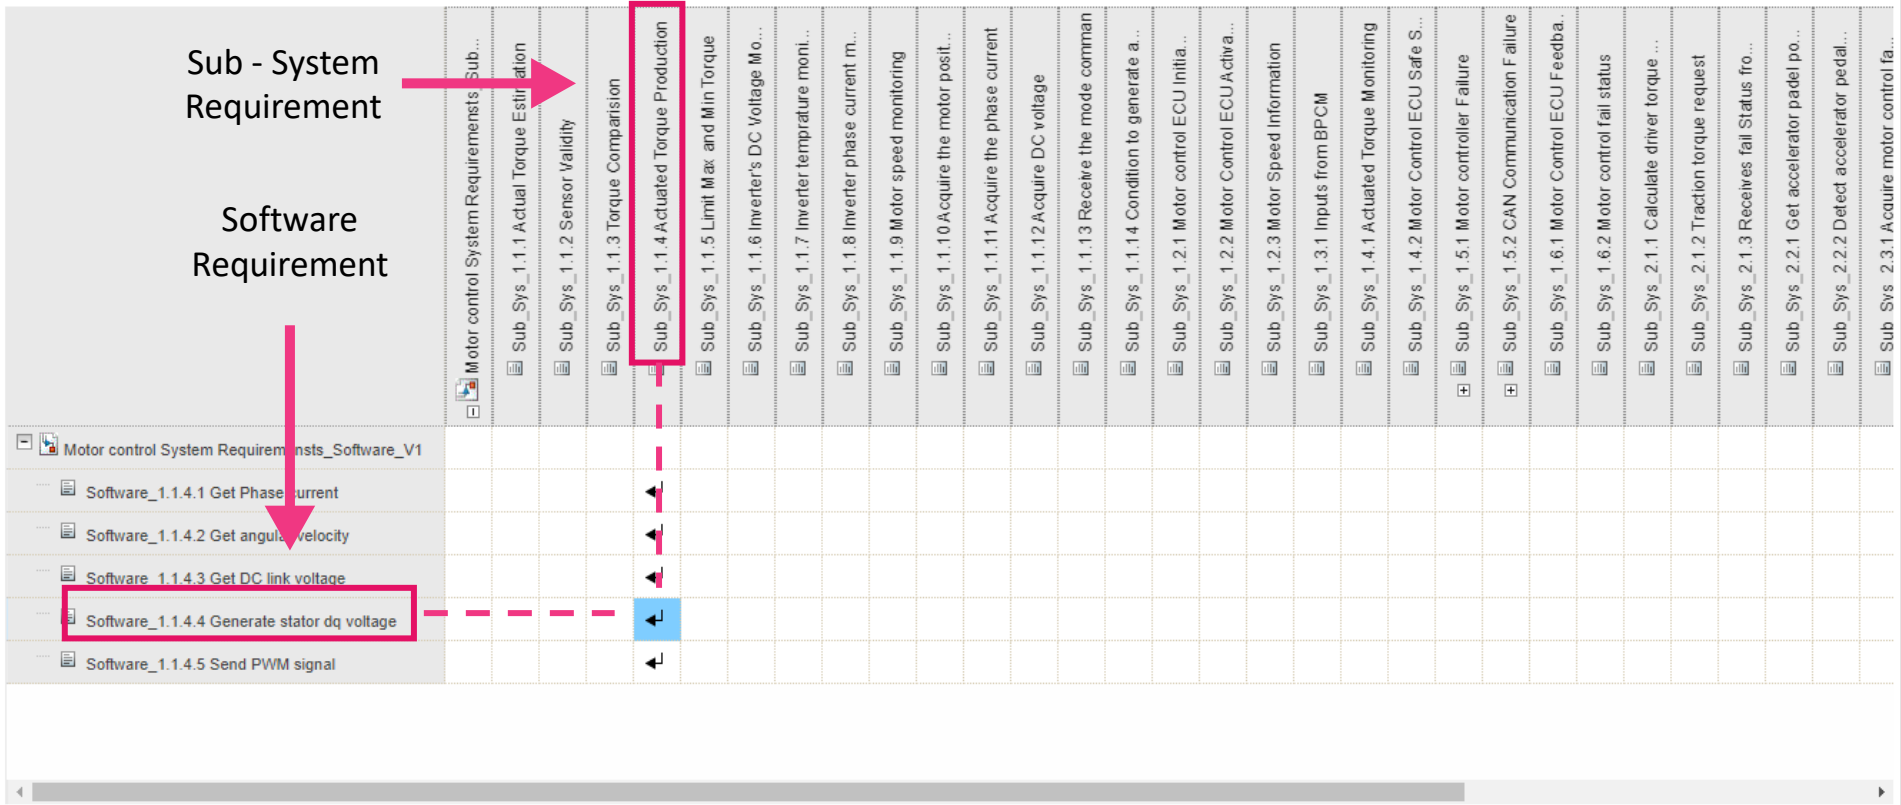 Sub - System
Requirement
Software
Requirement
Motor control System Requiremensts_Sub...
Sub_Sys_1.1.1 Actual Torque Estimation
Sub_Sys_1.1.2 Sensor Validity
Sub_Sys_1.1.3 Torque Comparision
Sub_Sys_1.1.4 Actuated Torque Production
Sub_Sys_1.1.5 Limit Max and Min Torque
Sub_Sys_1.1.6 Inverter's DC Voltage Mo...
Sub_Sys_1.1.7 Inverter temprature moni...
Sub_Sys_1.1.8 Inverter phase current m...
Sub_Sys_1.1.9 Motor speed monitoring
Sub_Sys_1.1.10 Acquire the motor posit...
Sub_Sys_1.1.11 Acquire the phase current
Sub_Sys_1.1.12 Acquire DC voltage
Sub_Sys_1.1.13 Receive the mode comman
Sub_Sys_1.1.14 Condition to generate a...
Sub_Sys_1.2.1 Motor control ECU Initia...
Sub_Sys_1.2.2 Motor Control ECU Activa...
Sub_Sys_1.2.3 Motor Speed Information
Sub_Sys_1.3.1 Inputs from BPCM
Sub_Sys_1.4.1 Actuated Torque Monitoring
Sub_Sys_1.4.2 Motor Control ECU Safe S...
Sub_Sys_1.5.1 Motor controller Failure
Sub_Sys_1.5.2 CAN Communication Failure
Sub_Sys_1.6.1 Motor Control ECU Feedba...
Sub_Sys_1.6.2 Motor control fail status
Sub_Sys_2.1.1 Calculate driver torque ...
Sub_Sys_2.1.2 Traction torque request
Sub_Sys_2.1.3 Receives fail Status fro...
Sub_Sys_2.2.1 Get accelerator padel po...
Sub_Sys_2.2.2 Detect accelerator pedal...
Sub_Sys_2.3.1 Acquire motor control fa...
Motor control System Requiremensts_Software_V1
Software_1.1.4.1 Get Phase current
Software_1.1.4.2 Get angular velocity
Software_1.1.4.3 Get DC link voltage
Software_1.1.4.4 Generate stator dq voltage
Software_1.1.4.5 Send PWM signal